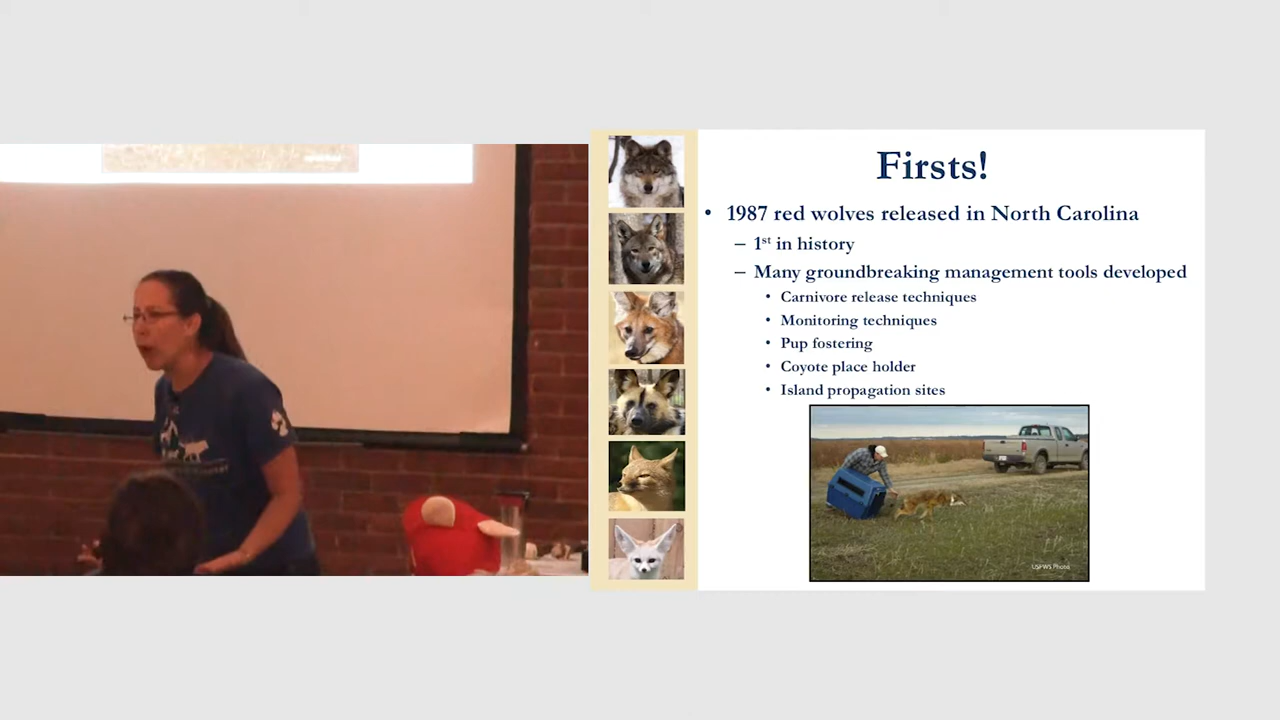 Firsts!
• 1987 red wolves released in North Carolina
– 1st in history
– Many groundbreaking management tools developed
• Carnivore release techniques
• Monitoring techniques
• Pup fostering
• Coyote place holder
• Island propagation sites
USFWS Photo